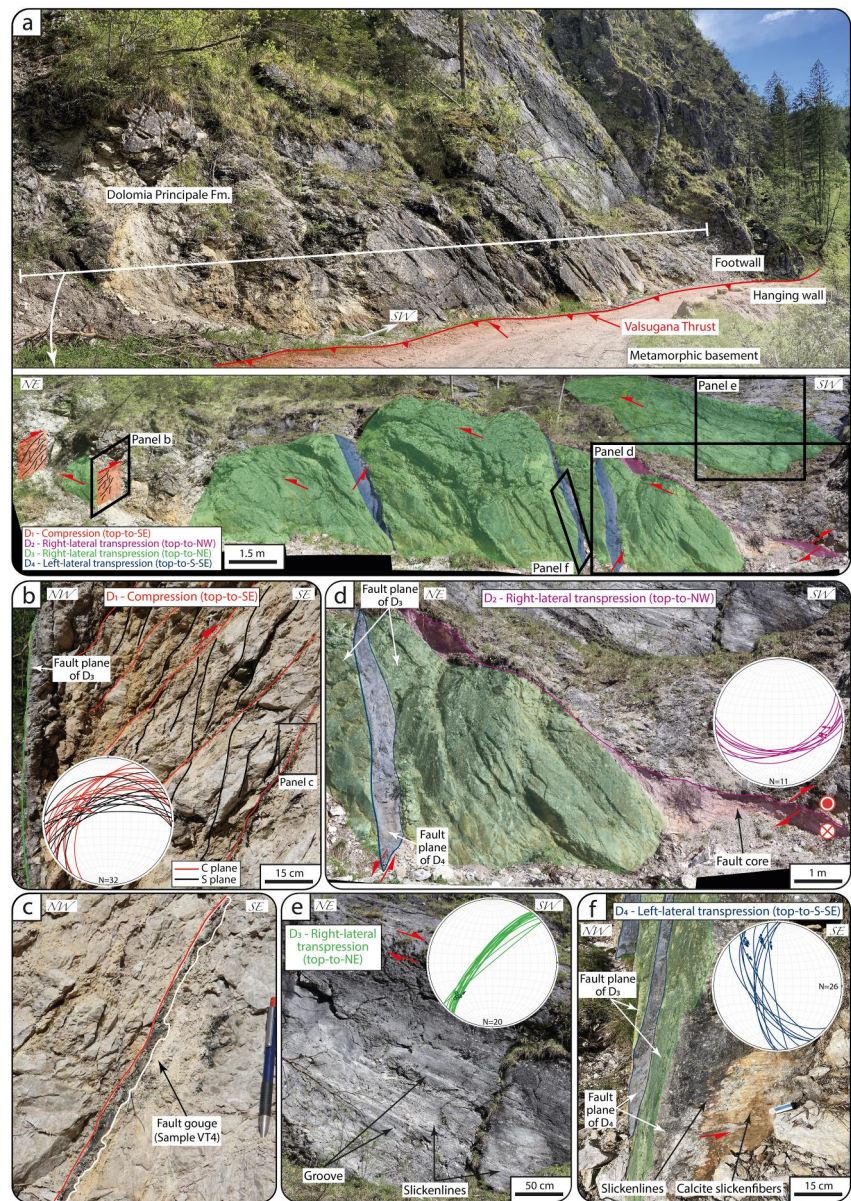 a
Dolomia Principale Fm.
Footwall
Hanging wall
SW
Valsugana Thrust
Metamorphic basement
NE
SW
Panel e
Panel b
Panel d
D₁ - Compression (top-to-SE)
D₂ - Right-lateral transpression (top-to-NW)
D₃ - Right-lateral transpression (top-to-NE)
D₄ - Left-lateral transpression (top-to-S-SE)
1.5 m
Panel f
b
NW
D₁ - Compression (top-to-SE)
SE
Fault plane
of D₃
Panel c
N=32
C plane
S plane
15 cm
d
NE
D₂ - Right-lateral transpression (top-to-NW)
SW
Fault plane
of D₃
N=11
Fault
plane
of D₄
Fault core
1 m
c
NW
SE
Fault gouge
(Sample VT4)
e
NE
SW
D₃ - Right-lateral
transpression
(top-to-NE)
N=20
Groove
Slickenlines
50 cm
f
D₄ - Left-lateral transpression (top-to-S-SE)
NW
SE
Fault
plane of
D₃
N=26
Fault
plane of
D₄
Slickenlines
Calcite slickenfibers
15 cm